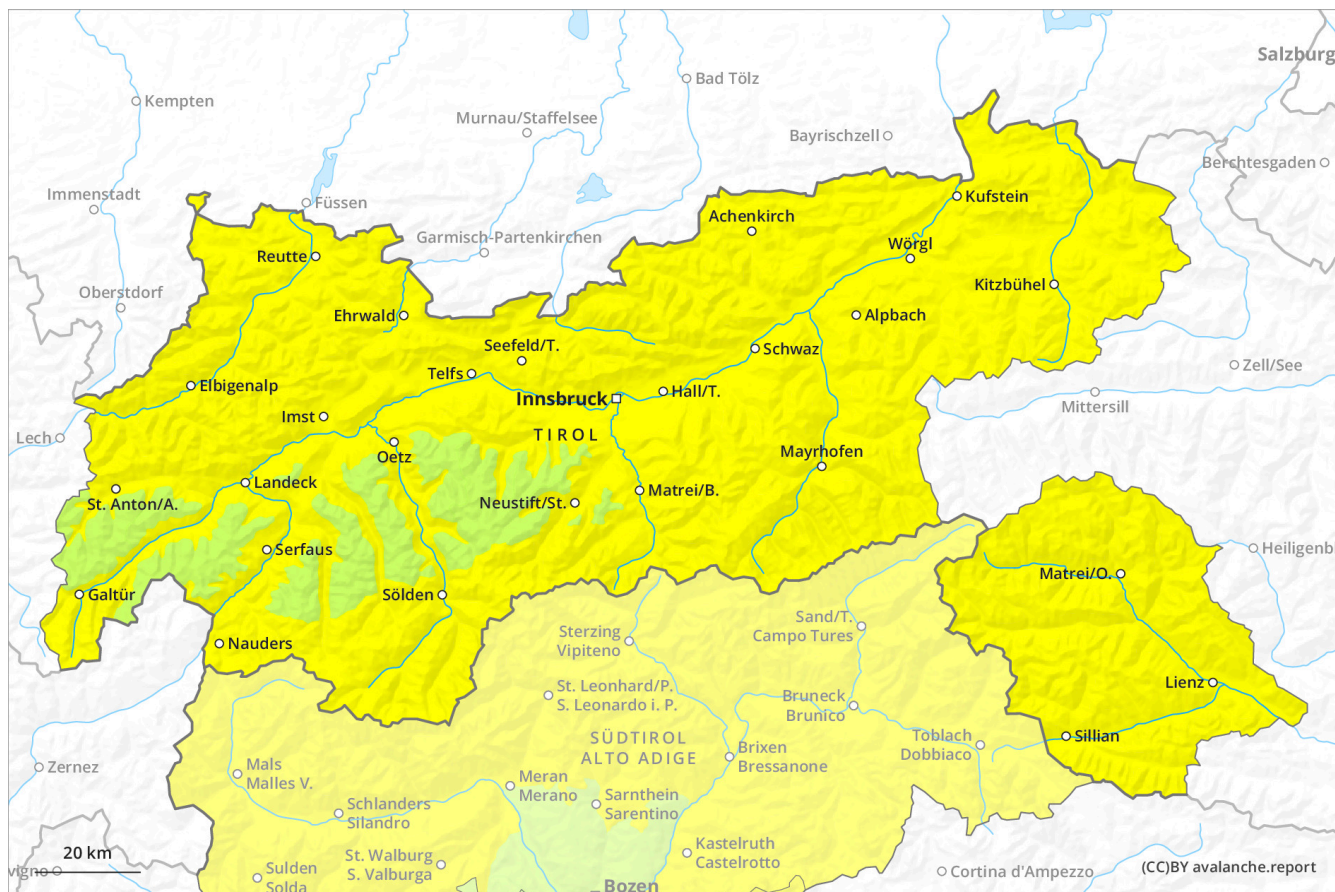 Salzburg
Bad Tölz
Kempten
Murnau/Staffelsee
Bayrischzell
Berchtesgaden
Immenstadt
Füssen
Kufstein
Achenkirch
Garmisch-Partenkirchen
Wörgl
Reutte
Oberstdorf
Kitzbühel
Ehrwald
Alpbach
Seefeld/T.
Schwaz
Zell/See
Telfs
Elbigenalp
Innsbruck
Hall/T.
Mittersill
Imst
Lech
TIROL
Oetz
Mayrhofen
Landeck
St. Anton/A.
Neustift/St.
Matrei/B.
Serfaus
Heiligenb
Matrei/O.
Galtür
Sölden
Sand/T.
Campo Tures
Sterzing
Vipiteno
Nauders
Lienz
St. Leonhard/P.
S. Leonardo i. P.
Bruneck
Brunico
SÜDTIROL
ALTO ADIGE
Toblach
Dobbiaco
Sillian
Brixen
Bressanone
Zernez
Mals
Malles V.
Meran
Merano
Sarnthein
Sarentino
Schlanders
Silandro
Kastelruth
Castelrotto
20 km
St. Walburg
S. Valburga
vigno
Sulden
Solda
Bozen
Cortina d'Ampezzo
(CC)BY avalanche.report